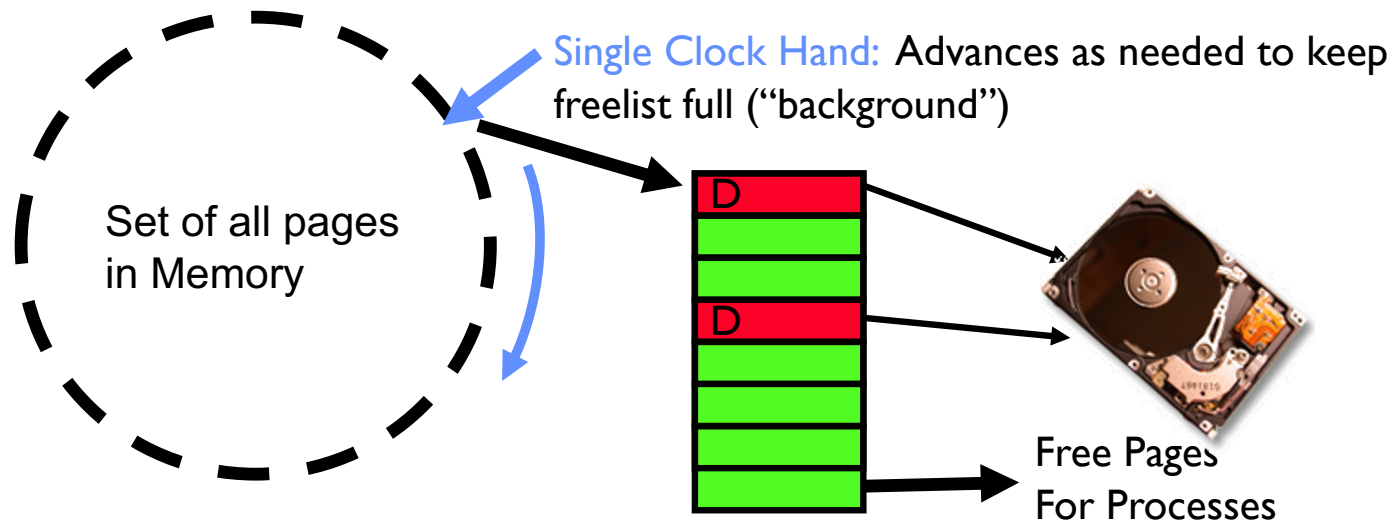 Single Clock Hand: Advances as needed to keep
freelist full (“background”)
Set of all pages
in Memory
D
D
Free Pages
For Processes